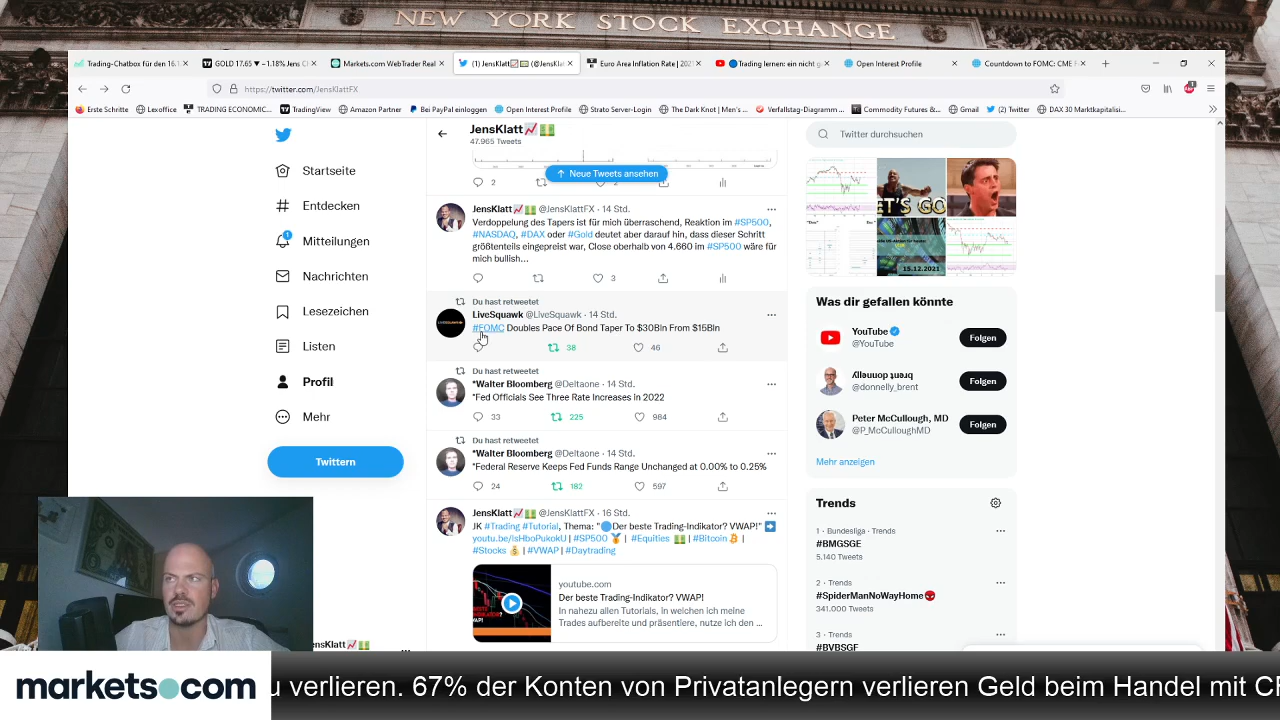 NEW YORK STOCK EXCHANGE
Trading-Chatbox für den 16.1
GOLD 17.65 ▼ −1.18% Jens
Markets.com WebTrader Real
(1) JensKlatt📈💵 (@JensKlat
Euro Area Inflation Rate | 2021
🔵Trading lernen: ein nicht g
Open Interest Profile
Countdown to FOMC: CME F
https://twitter.com/JensKlattFX
Erste Schritte
Lexoffice
TRADING ECONOMIC...
TradingView
Amazon Partner
Bei PayPal einloggen
Open Interest Profile
Strato Server-Login
The Dark Knot | Men's ...
Verfallstag-Diagramm ...
Commodity Futures &...
Gmail
(2) Twitter
DAX 30 Marktkapitalisi...
Startseite
Entdecken
1
Mitteilungen
Nachrichten
Lesezeichen
Listen
Profil
Mehr
Twittern
JensKlatt📈💵
47.965 Tweets
↑ Neue Tweets ansehen
2
2
JensKlatt📈💵 @JensKlattFX · 14 Std.
Verdoppelung des Tapers ist für mich überraschend, Reaktion im #SP500,
#NASDAQ, #DAX oder #Gold deutet aber darauf hin, dass dieser Schritt
größtenteils eingepreist war, Close oberhalb von 4.660 im #SP500 wäre für
mich bullish...
3
Du hast retweetet
LiveSquawk @LiveSquawk · 14 Std.
#FOMC Doubles Pace Of Bond Taper To $30Bln From $15Bln
38
46
Du hast retweetet
*Walter Bloomberg @Deltaone · 14 Std.
*Fed Officials See Three Rate Increases in 2022
33
225
984
Du hast retweetet
*Walter Bloomberg @Deltaone · 14 Std.
*Federal Reserve Keeps Fed Funds Range Unchanged at 0.00% to 0.25%
24
182
597
JensKlatt📈💵 @JensKlattFX · 16 Std.
JK #Trading #Tutorial, Thema: "🔵Der beste Trading-Indikator? VWAP!" ➡
youtu.be/IsHboPukokU | #SP500 🥇 | #Equities 💵 | #Bitcoin₿ |
#Stocks 💰 | #VWAP | #Daytrading
youtube.com
Der beste Trading-Indikator? VWAP!
In nahezu allen Tutorials, in welchen ich meine
Trades aufbereite und präsentiere, nutze ich den ...
Twitter durchsuchen
15.12.2021
Was dir gefallen könnte
YouTube
@YouTube
Folgen
ʎllǝuuop ʇuǝɹq
@donnelly_brent
Folgen
Peter McCullough, MD
@P_McCulloughMD
Folgen
Mehr anzeigen
Trends
1 · Bundesliga · Trends
#BMGSGE
5.140 Tweets
2 · Trends
#SpiderManNoWayHome
341.000 Tweets
3 · Trends
#BVBSGF
nsKlatt📈💵
markets.com
u verlieren. 67% der Konten von Privatanlegern verlieren Geld beim Handel mit CF